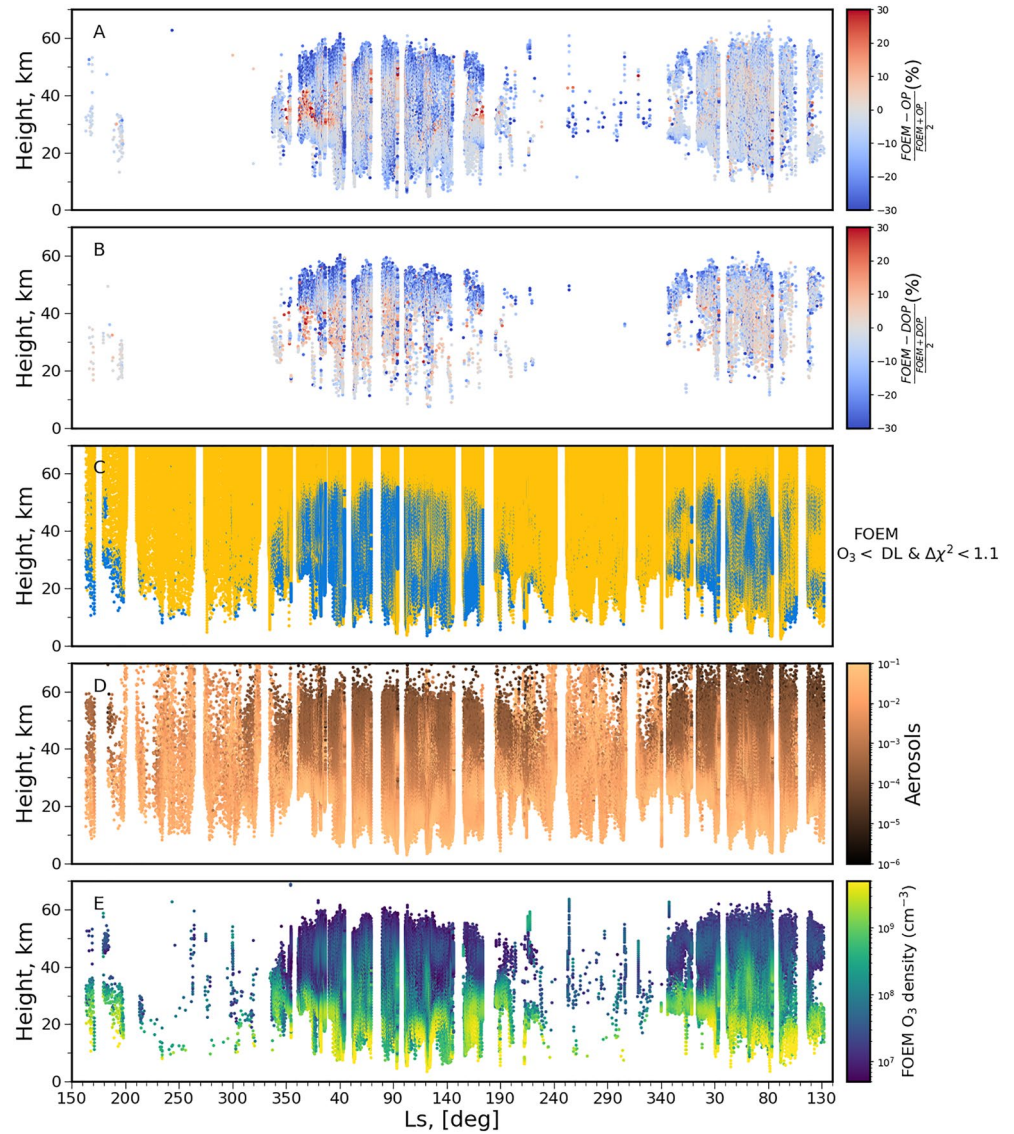 A
Height, km
60
40
20
0
30
20
10
0
−10
−20
−30
FOEM − OP
FOEM + OP
2
(%)
B
Height, km
60
40
20
0
30
20
10
0
−10
−20
−30
FOEM − DOP
FOEM + DOP
2
(%)
C
Height, km
60
40
20
0
FOEM
O₃ < DL & Δχ² < 1.1
D
Height, km
60
40
20
0
10⁻¹
10⁻²
10⁻³
10⁻⁴
10⁻⁵
10⁻⁶
Aerosols
E
Height, km
60
40
20
0
10⁹
10⁸
10⁷
FOEM O₃ density (cm⁻³)
150 200 250 300 350 40 90 140 190 240 290 340 30 80 130
Ls, [deg]